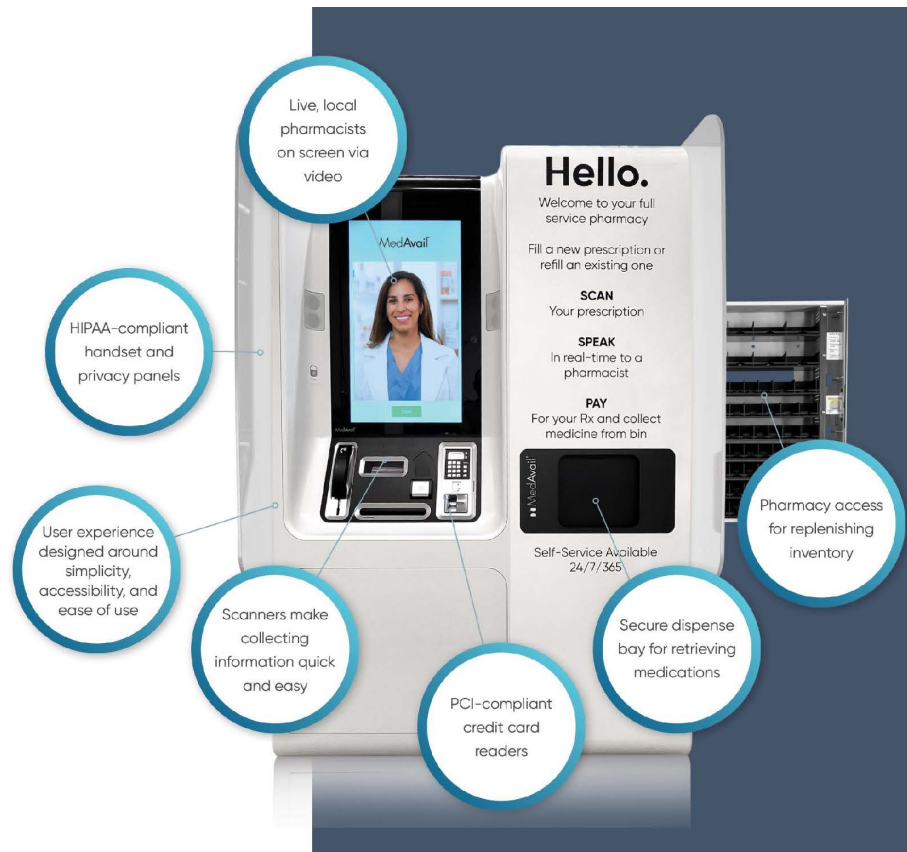 Live, local
pharmacists
on screen via
video
Hello.
Welcome to your full
service pharmacy
Fill a new prescription or
refill an existing one
SCAN
Your prescription
SPEAK
In real-time to a
pharmacist
PAY
For your Rx and collect
medicine from bin
MedAvail
Self-Service Available
24/7/365
MedAvail
MedAvail
HIPAA-compliant
handset and
privacy panels
User experience
designed around
simplicity,
accessibility, and
ease of use
Scanners make
collecting
information quick
and easy
PCI-compliant
credit card
readers
Secure dispense
bay for retrieving
medications
Pharmacy access
for replenishing
inventory